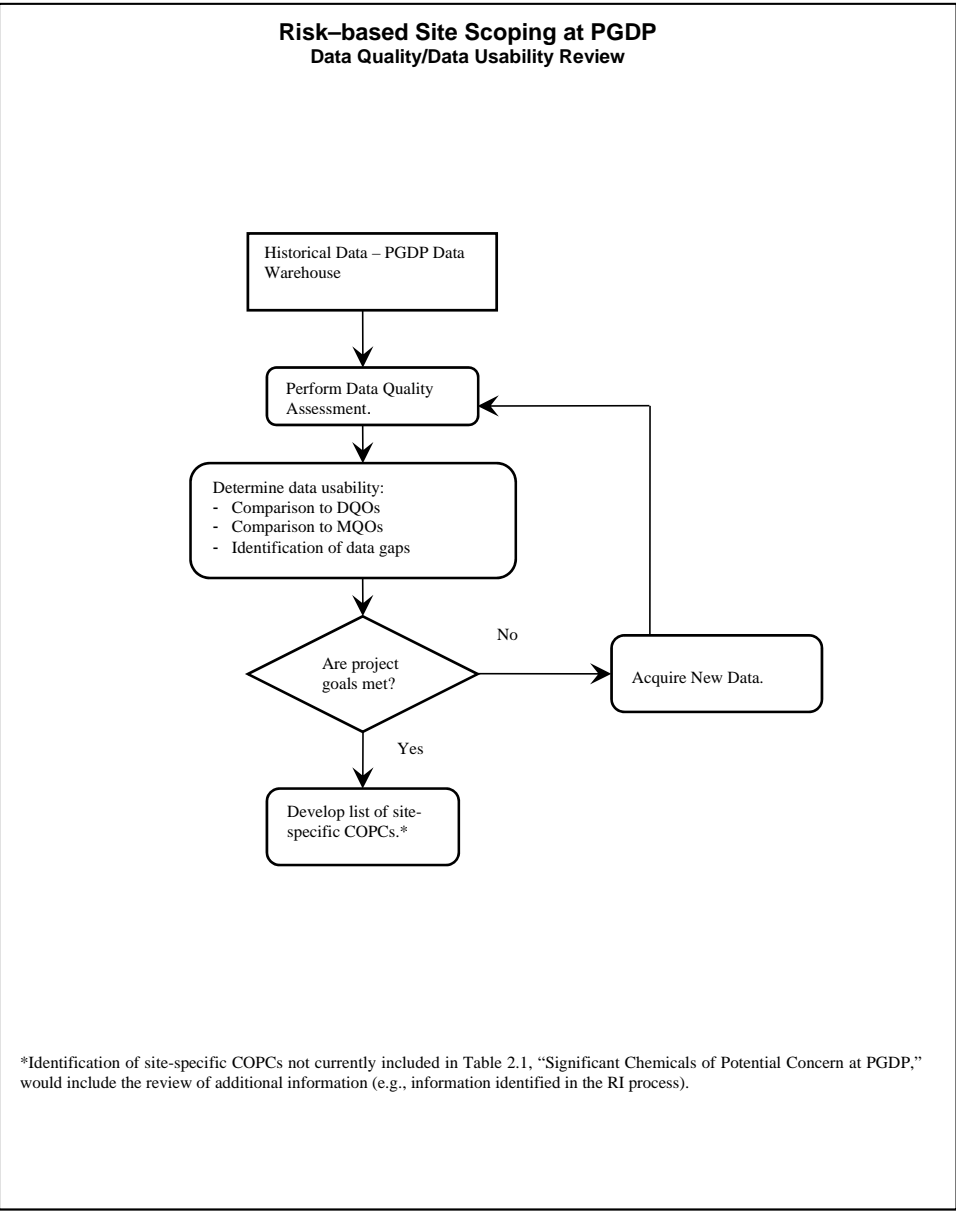 Risk–based Site Scoping at PGDP
Data Quality/Data Usability Review
Historical Data – PGDP Data
Warehouse
Perform Data Quality
Assessment.
Determine data usability:
- Comparison to DQOs
- Comparison to MQOs
- Identification of data gaps
Are project
goals met?
No
Acquire New Data.
Yes
Develop list of site-
specific COPCs.*
*Identification of site-specific COPCs not currently included in Table 2.1, “Significant Chemicals of Potential Concern at PGDP,”
would include the review of additional information (e.g., information identified in the RI process).